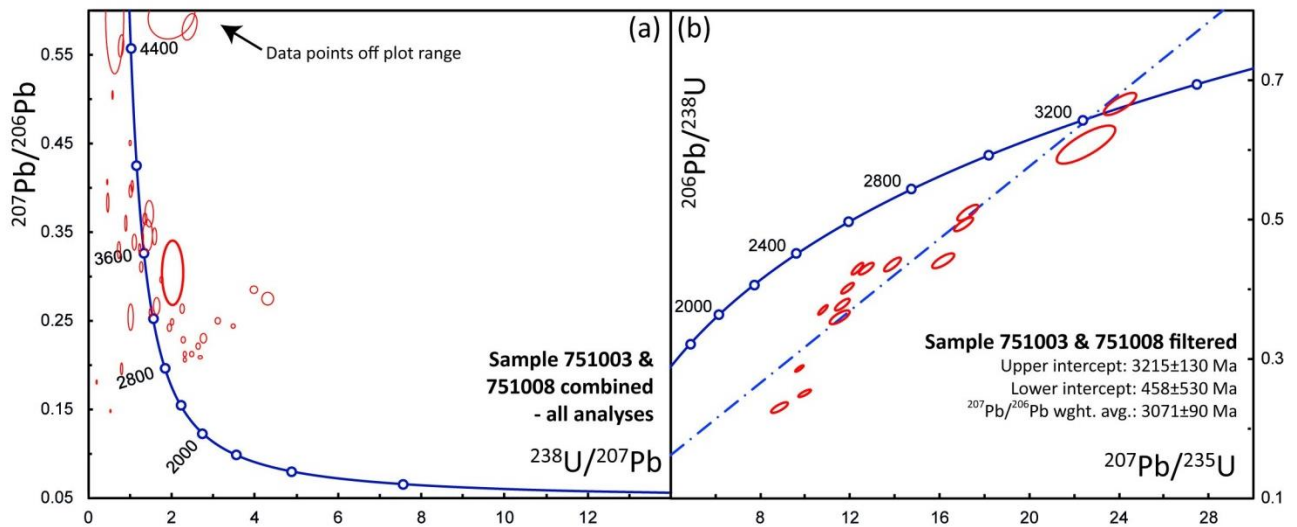 (a)
Data points off plot range
4400
3600
2800
2000
0.55
0.45
0.35
0.25
0.15
0.05
²⁰⁷Pb/²⁰⁶Pb
Sample 751003 &
751008 combined
- all analyses
²³⁸U/²⁰⁷Pb
0 2 4 6 8 10 12
(b)
²⁰⁶Pb/²³⁸U
3200
2800
2400
2000
0.7
0.5
0.3
0.1
Sample 751003 & 751008 filtered
Upper intercept: 3215±130 Ma
Lower intercept: 458±530 Ma
²⁰⁷Pb/²⁰⁶Pb wght. avg.: 3071±90 Ma
²⁰⁷Pb/²³⁵U
8 12 16 20 24 28